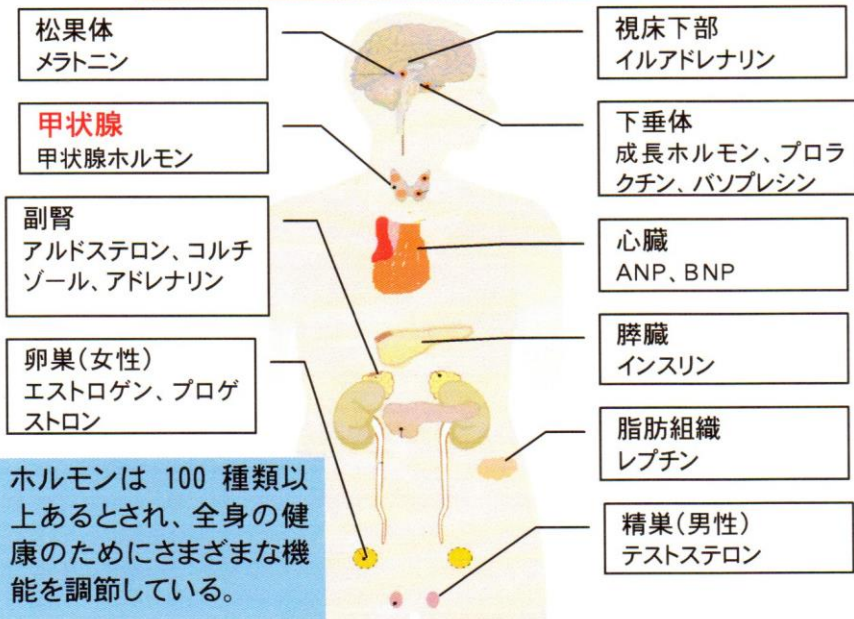 松果体
メラトニン
甲状腺
甲状腺ホルモン
副腎
アルドステロン、コルチ
ゾール、アドレナリン
卵巣(女性)
エストロゲン、プロゲ
ストロン
ホルモンは 100 種類以
上あるとされ、全身の健
康のためにさまざまな機
能を調節している。
視床下部
イルアドレナリン
下垂体
成長ホルモン、プロラ
クチン、バソプレシン
心臓
ANP、BNP
膵臓
インスリン
脂肪組織
レプチン
精巣(男性)
テストステロン